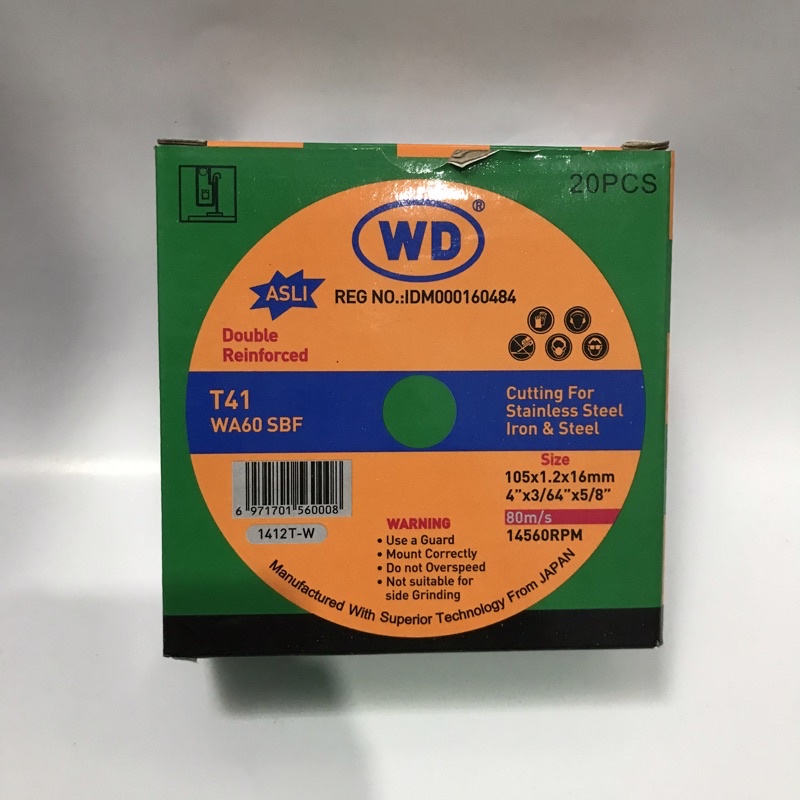 20PCS
WD®
ASLI
REG NO.:IDM000160484
Double
Reinforced
T41
WA60 SBF
Cutting For
Stainless Steel
Iron & Steel
Size
105x1.2x16mm
4”x3/64”x5/8”
80m/s
14560RPM
6 971701 560008
1412T-W
WARNING
• Use a Guard
• Mount Correctly
• Do not Overspeed
• Not suitable for
side Grinding
Manufactured With Superior Technology From JAPAN